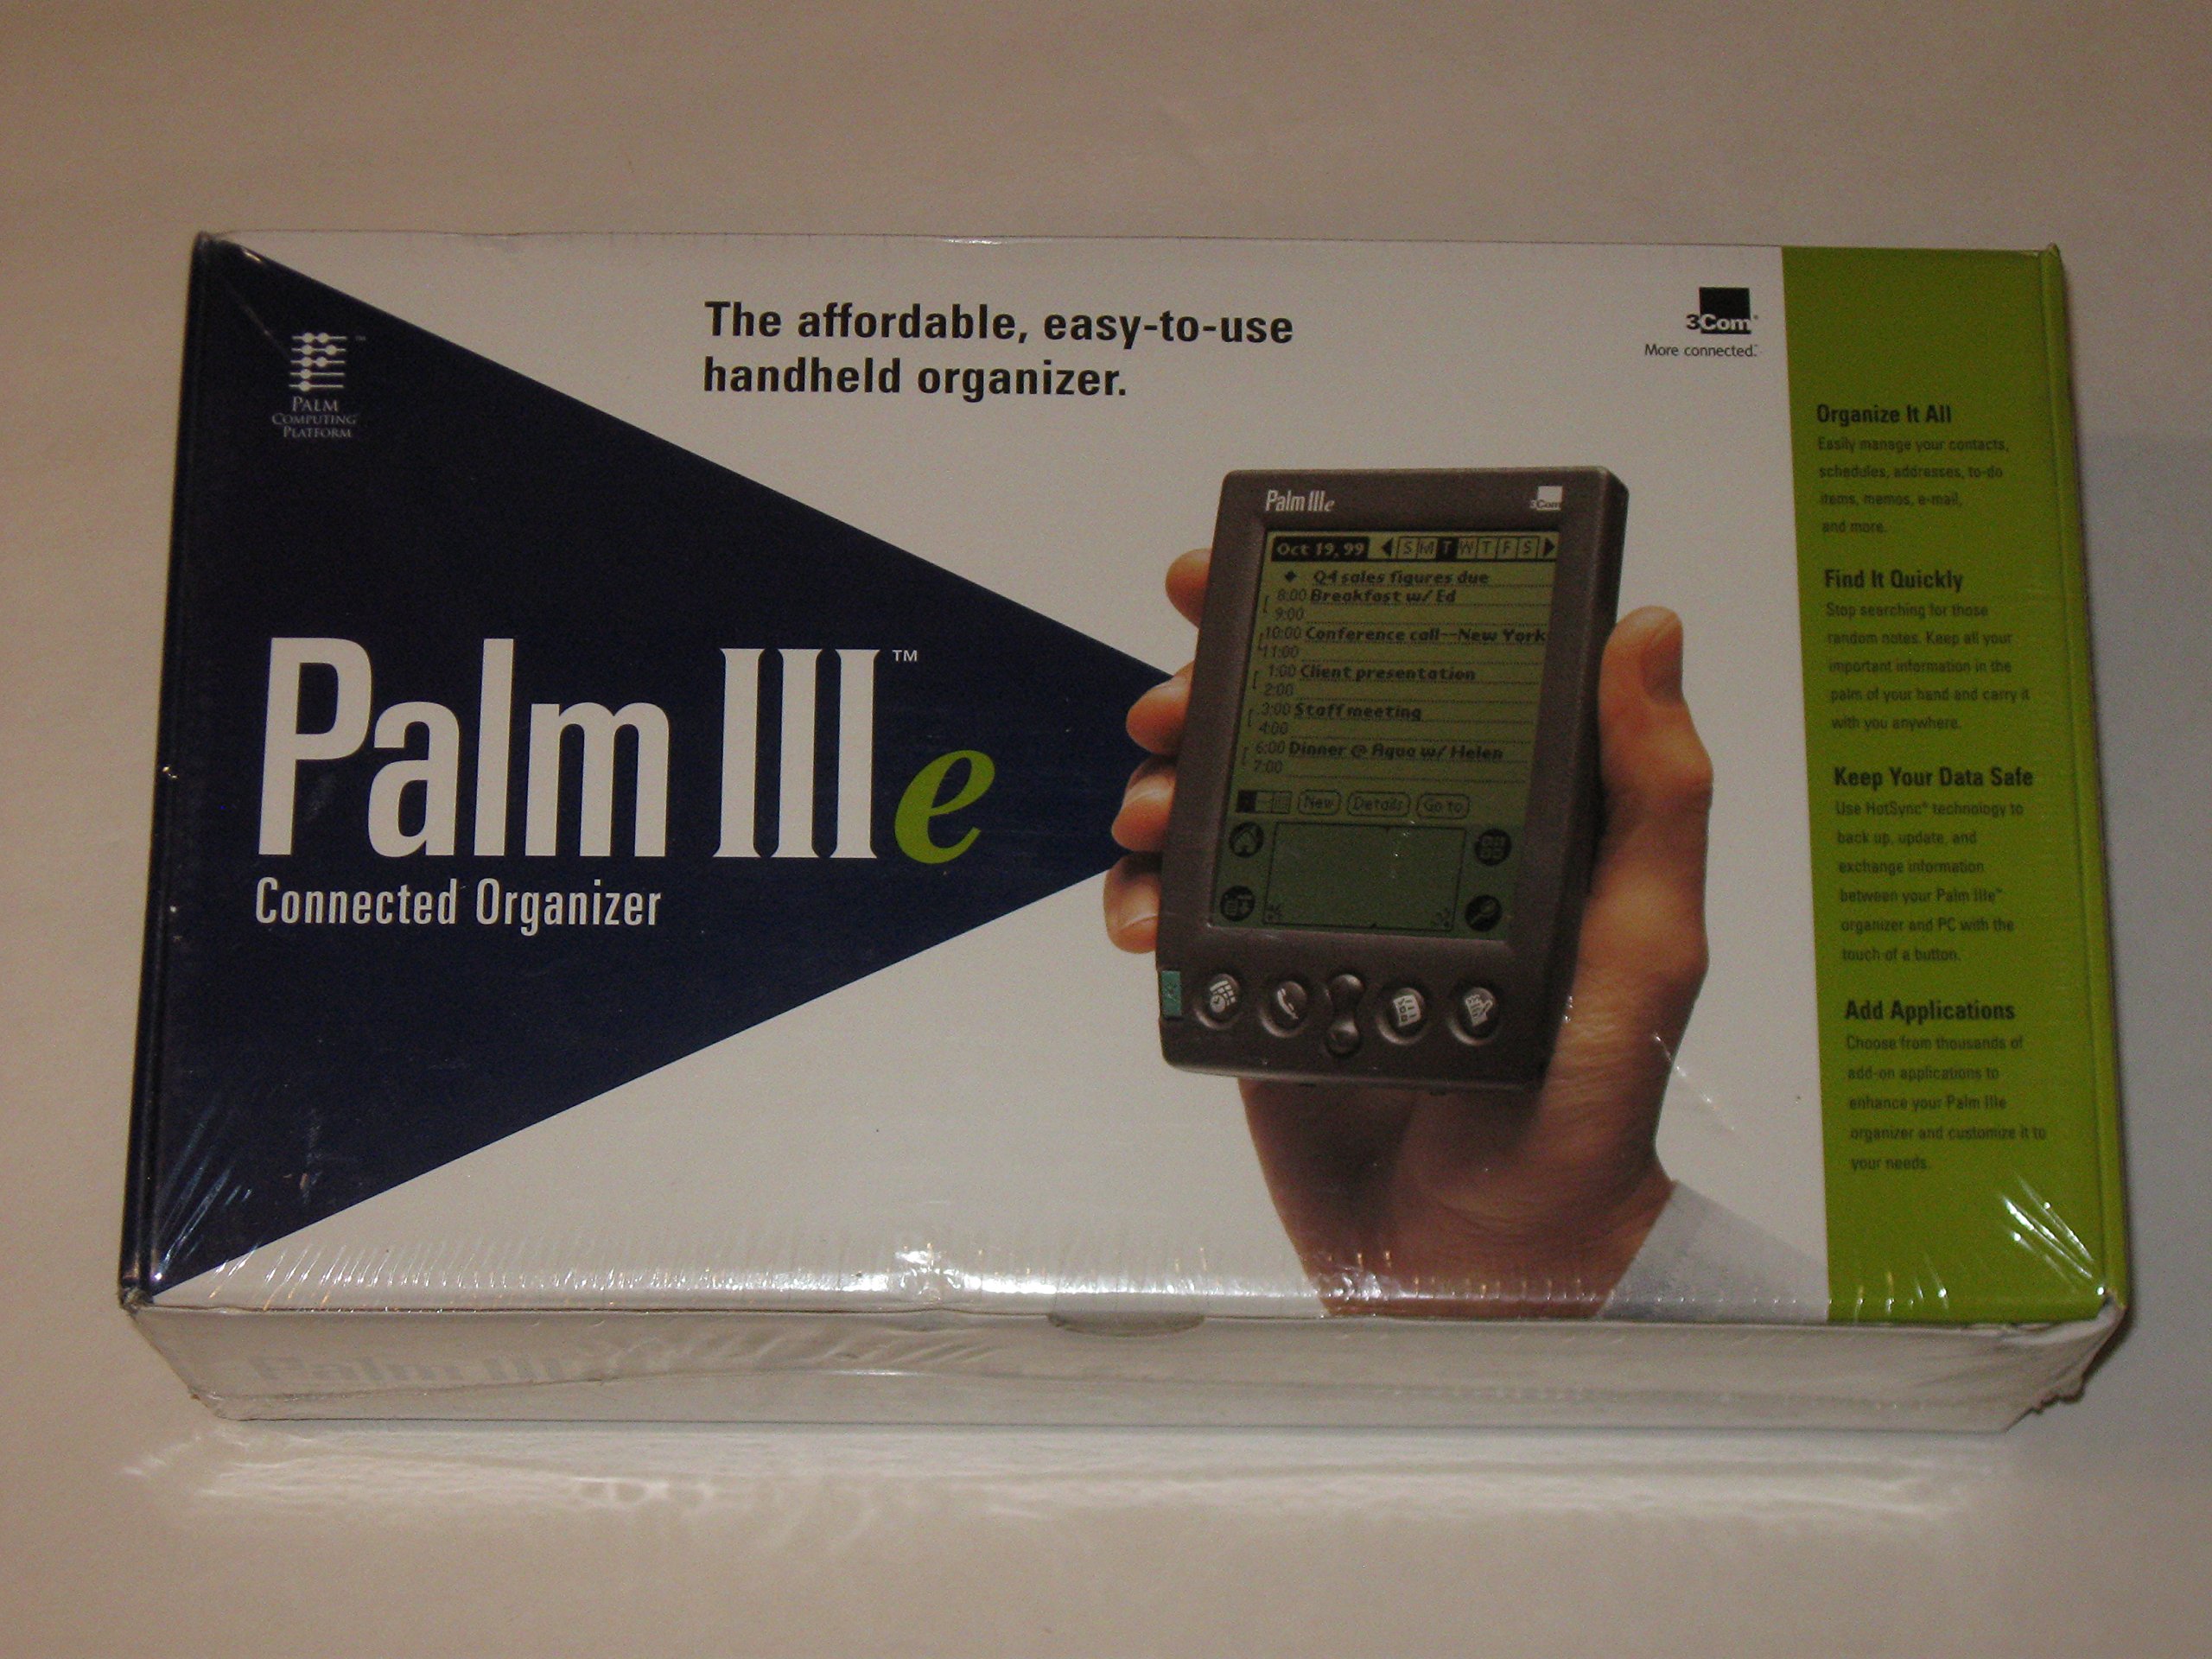 PALM
COMPUTING
PLATFORM
™
The affordable, easy-to-use
handheld organizer.
3Com®
More connected.™
Palm III™e
Connected Organizer
Palm IIIe
3Com
Oct 19, 99
S M T W T F S
Q4 sales figures due
8:00 Breakfast w/ Ed
9:00
10:00 Conference call--New York
11:00
1:00 Client presentation
2:00
3:00 Staff meeting
4:00
6:00 Dinner @ Aqua w/ Helen
7:00
New Details Go to
Organize It All
Easily manage your contacts,
schedules, addresses, to-do
items, memos, e-mail,
and more.
Find It Quickly
Stop searching for those
random notes. Keep all your
important information in the
palm of your hand and carry it
with you anywhere.
Keep Your Data Safe
Use HotSync® technology to
back up, update, and
exchange information
between your Palm IIIe™
organizer and PC with the
touch of a button.
Add Applications
Choose from thousands of
add-on applications to
enhance your Palm IIIe
organizer and customize it to
your needs.
Palm III